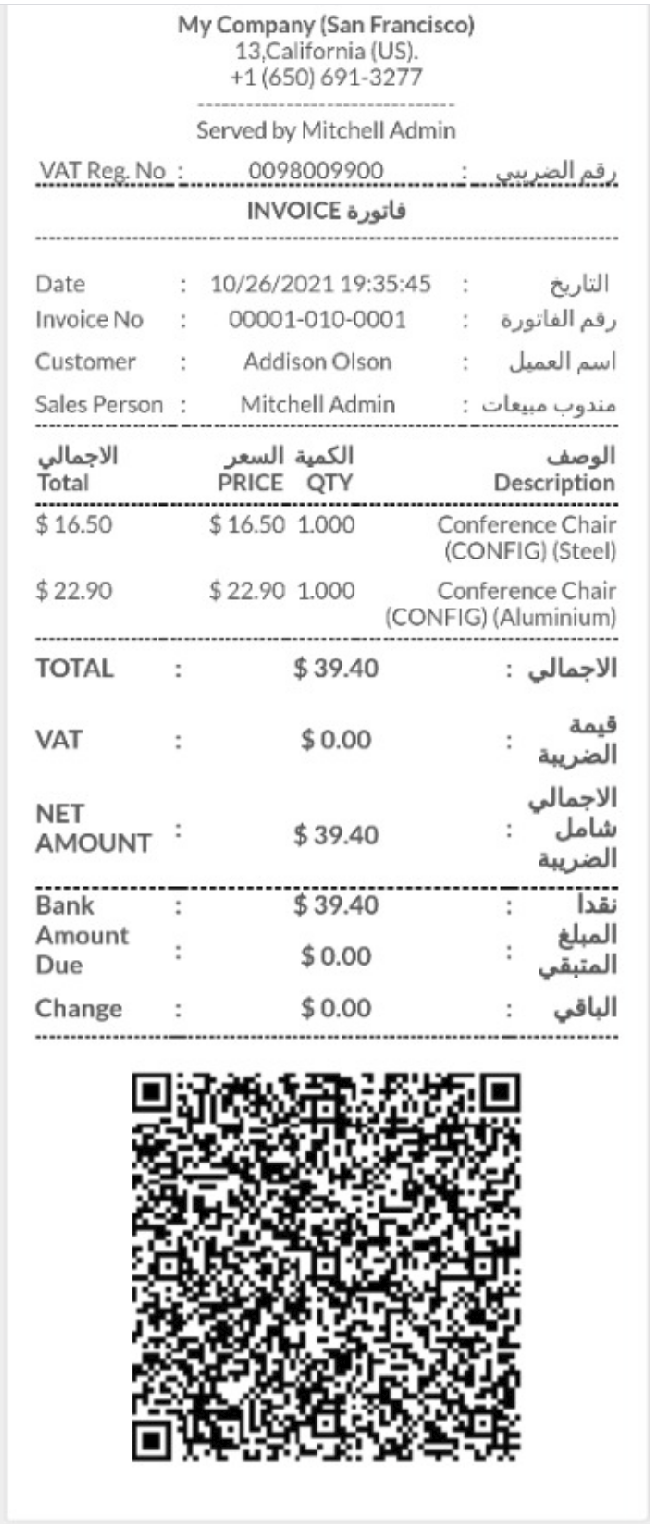 My Company (San Francisco)
13,California (US).
+1 (650) 691-3277
--------------------------------
Served by Mitchell Admin
VAT Reg. No : 0098009900 : رقم الضريبي
INVOICE فاتورة
Date : 10/26/2021 19:35:45 : التاريخ
Invoice No : 00001-010-0001 : رقم الفاتورة
Customer : Addison Olson : اسم العميل
Sales Person : Mitchell Admin : مندوب مبيعات
الاجمالي السعر الكمية الوصف
Total PRICE QTY Description
$ 16.50 $ 16.50 1.000 Conference Chair
(CONFIG) (Steel)
$ 22.90 $ 22.90 1.000 Conference Chair
(CONFIG) (Aluminium)
TOTAL : $ 39.40 : الاجمالي
VAT : $ 0.00 : قيمة
الضريبة
NET
AMOUNT : $ 39.40 : الاجمالي
شامل
الضريبة
Bank : $ 39.40 : نقدا
Amount
Due : $ 0.00 : المبلغ
المتبقي
Change : $ 0.00 : الباقي